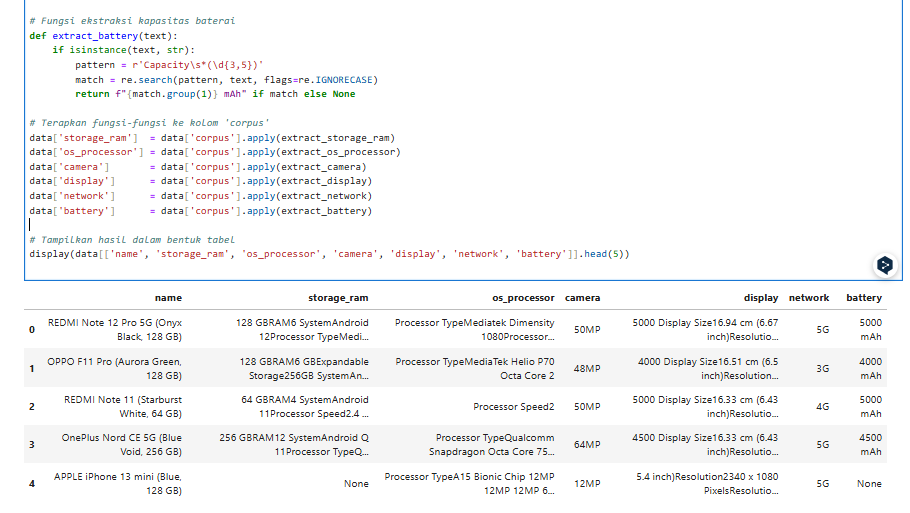 # Fungsi ekstraksi kapasitas baterai
def extract_battery(text):
    if isinstance(text, str):
        pattern = r'Capacity\s*(\d{3,5})'
        match = re.search(pattern, text, flags=re.IGNORECASE)
        return f"{match.group(1)} mAh" if match else None
# Terapkan fungsi-fungsi ke kolom 'corpus'
data['storage_ram']  = data['corpus'].apply(extract_storage_ram)
data['os_processor'] = data['corpus'].apply(extract_os_processor)
data['camera']       = data['corpus'].apply(extract_camera)
data['display']      = data['corpus'].apply(extract_display)
data['network']      = data['corpus'].apply(extract_network)
data['battery']      = data['corpus'].apply(extract_battery)
# Tampilkan hasil dalam bentuk tabel
display(data[['name', 'storage_ram', 'os_processor', 'camera', 'display', 'network', 'battery']].head(5))
name storage_ram os_processor camera display network battery
REDMI Note 12 Pro 5G (Onyx 128 GBRAM6 SystemAndroid Processor TypeMediatek Dimensity 5000 Display Size16.94 cm (6.67 5000
0 50MP 5G
Black, 128 GB) 12Processor TypeMedi... 1080Processor... inch)Resolution... mAh
OPPO F11 Pro (Aurora Green, 128 GBRAM6 GBExpandable Processor TypeMediaTek Helio P70 4000 Display Size16.51 cm (6.5 4000
1 48MP 3G
128 GB) Storage256GB SystemAn... Octa Core 2 inch)Resolution... mAh
REDMI Note 11 (Starburst 64 GBRAM4 SystemAndroid 5000 Display Size16.33 cm (6.43 5000
2 Processor Speed2 50MP 4G
White, 64 GB) 11Processor Speed2.4 ... inch)Resolutio... mAh
OnePlus Nord CE 5G (Blue 256 GBRAM12 SystemAndroid Q Processor TypeQualcomm 4500 Display Size16.33 cm (6.43 4500
3 64MP 5G
Void, 256 GB) 11Processor TypeQ... Snapdragon Octa Core 75... inch)Resolutio... mAh
APPLE iPhone 13 mini (Blue, Processor TypeA15 Bionic Chip 12MP 5.4 inch)Resolution2340 x 1080
4 None 12MP 5G None
128 GB) 12MP 12MP 6... PixelsResolutio...